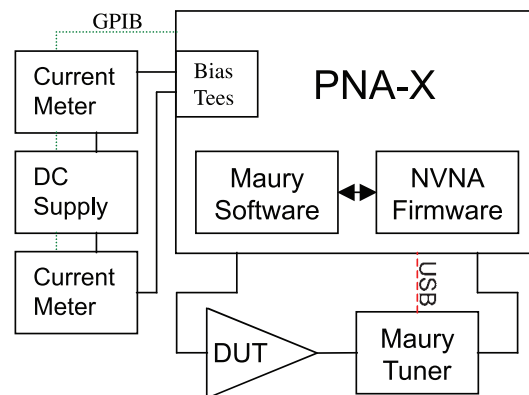 GPIB
Current
Meter
Bias
Tees
PNA-X
DC
Supply
Maury
Software
NVNA
Firmware
Current
Meter
USB
DUT
Maury
Tuner